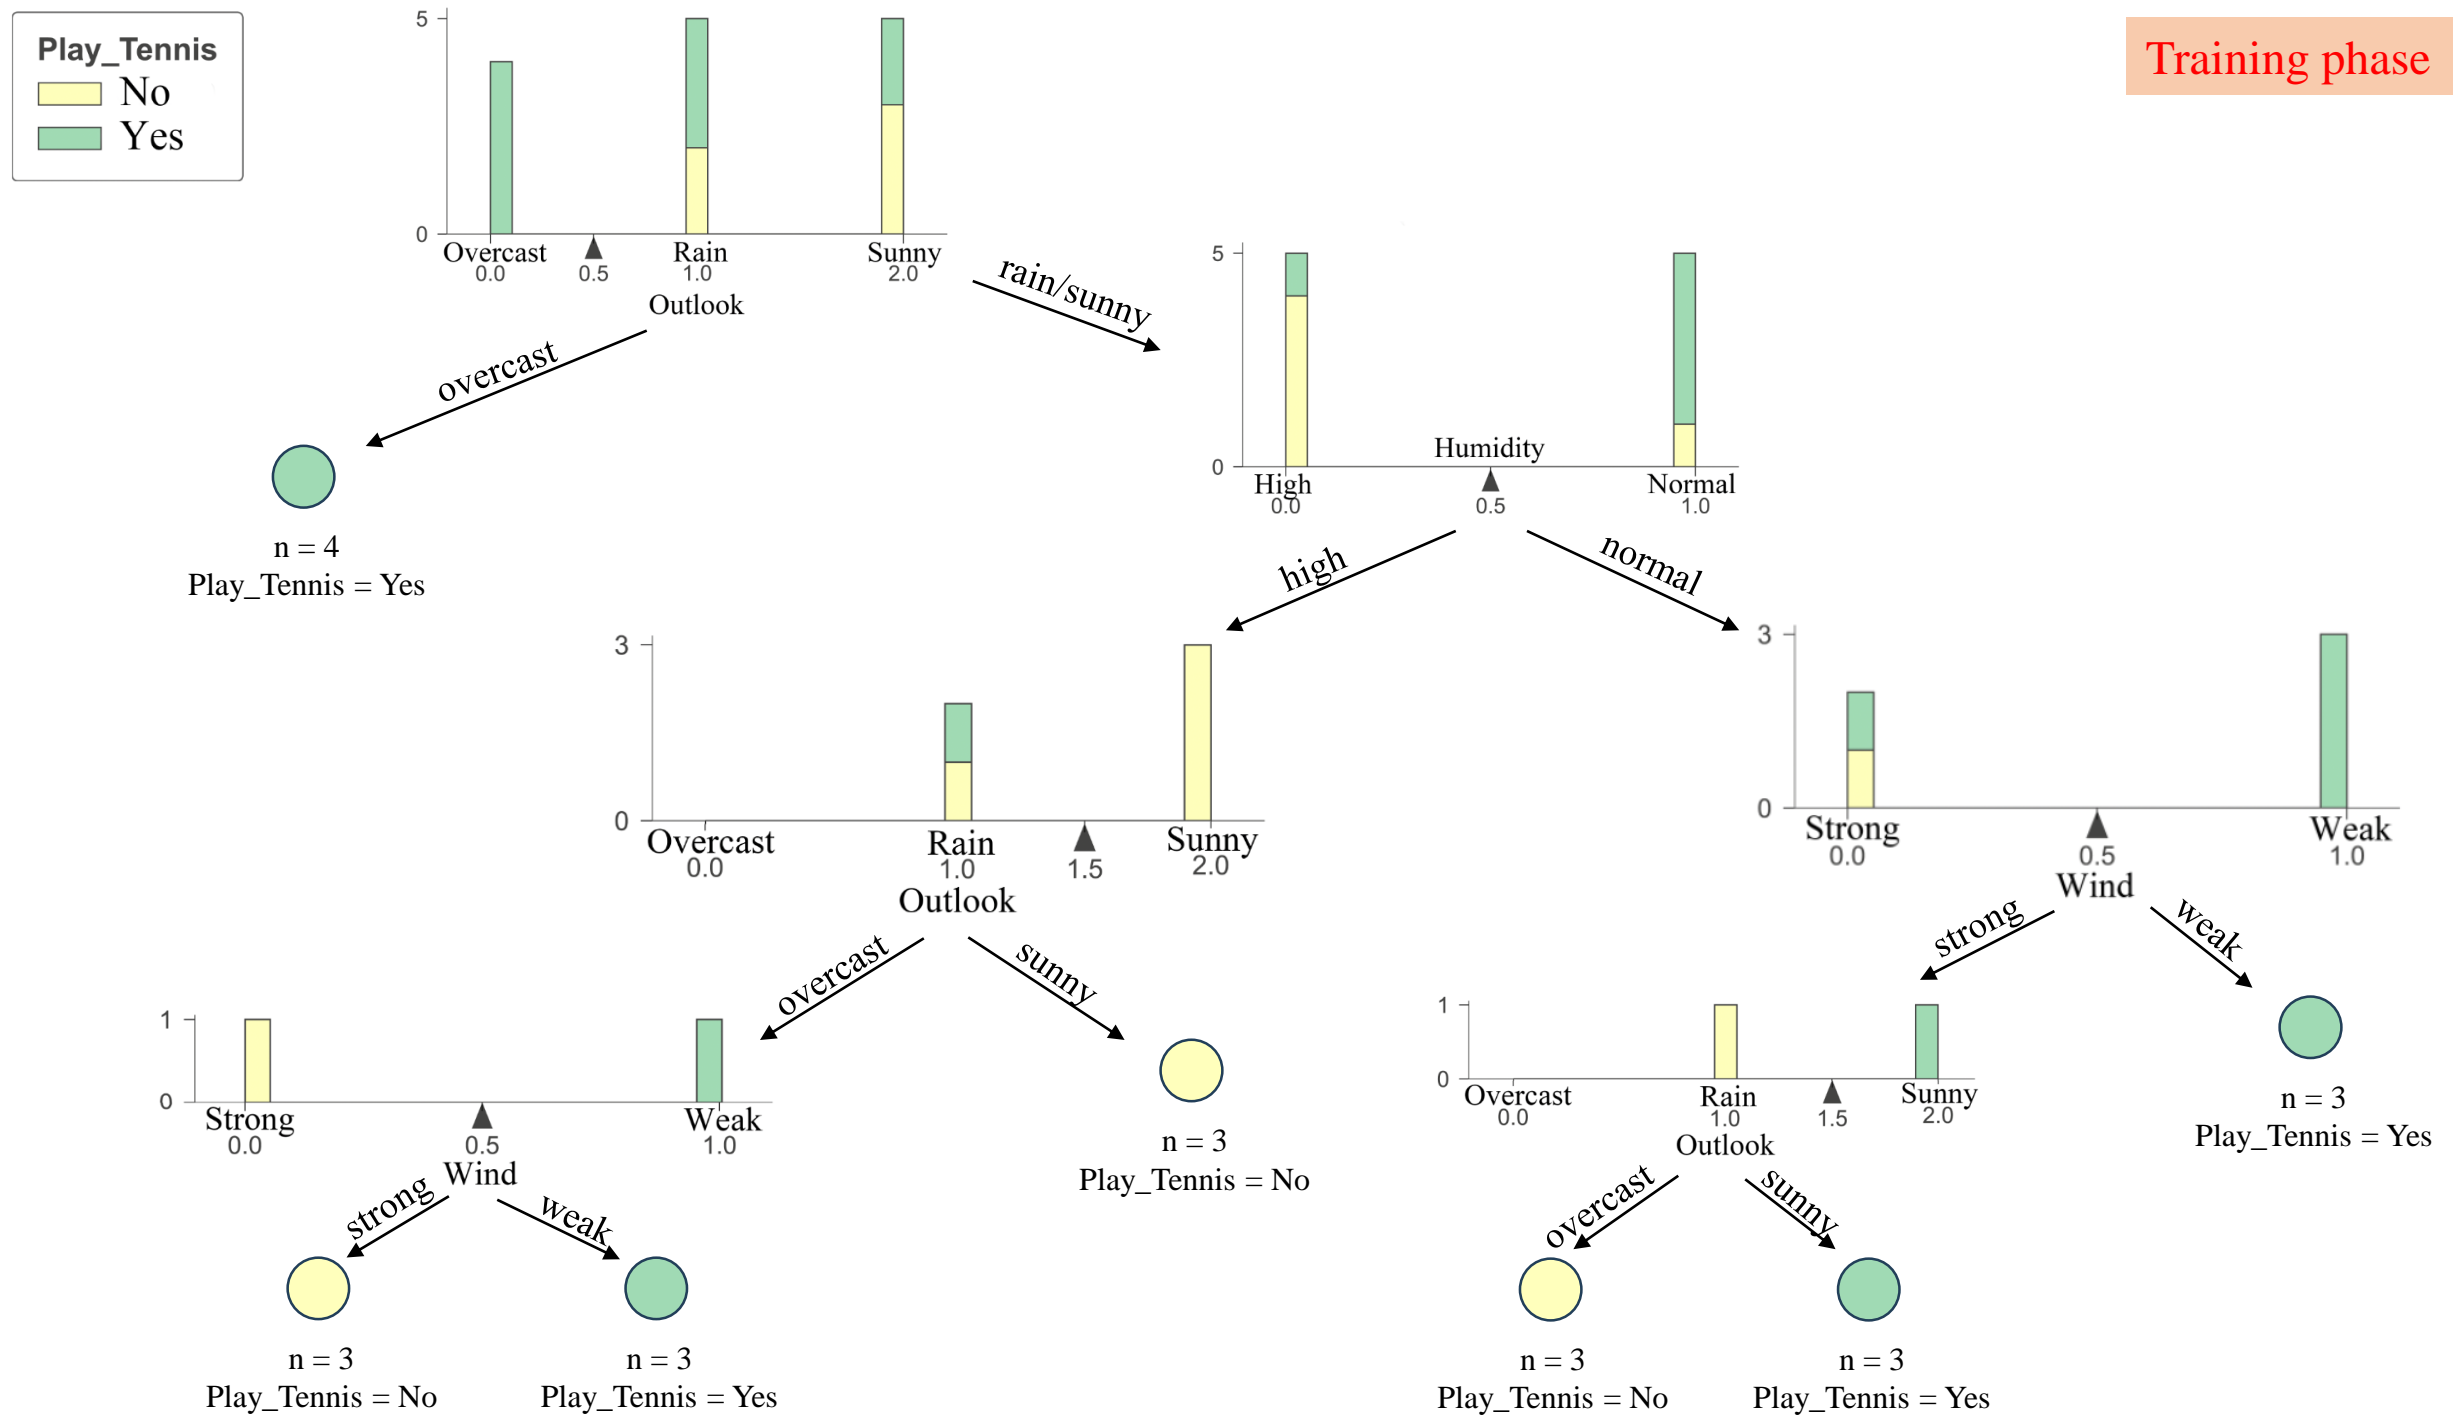 Play_Tennis
No
Yes
Training phase
5
0
Overcast
Rain
Sunny
0.0
0.5
1.0
2.0
Outlook
rain/sunny
overcast
5
0
Humidity
High
Normal
0.0
0.5
1.0
n = 4
Play_Tennis = Yes
high
normal
3
0
Overcast
Rain
Sunny
0.0
1.0
1.5
2.0
Outlook
3
0
Strong
Weak
0.0
0.5
1.0
Wind
overcast
sunny
strong
weak
1
0
Strong
Weak
0.0
0.5
1.0
Wind
n = 3
Play_Tennis = No
1
0
Overcast
Rain
Sunny
0.0
1.0
1.5
2.0
Outlook
n = 3
Play_Tennis = Yes
strong
weak
overcast
sunny
n = 3
Play_Tennis = No
n = 3
Play_Tennis = Yes
n = 3
Play_Tennis = No
n = 3
Play_Tennis = Yes